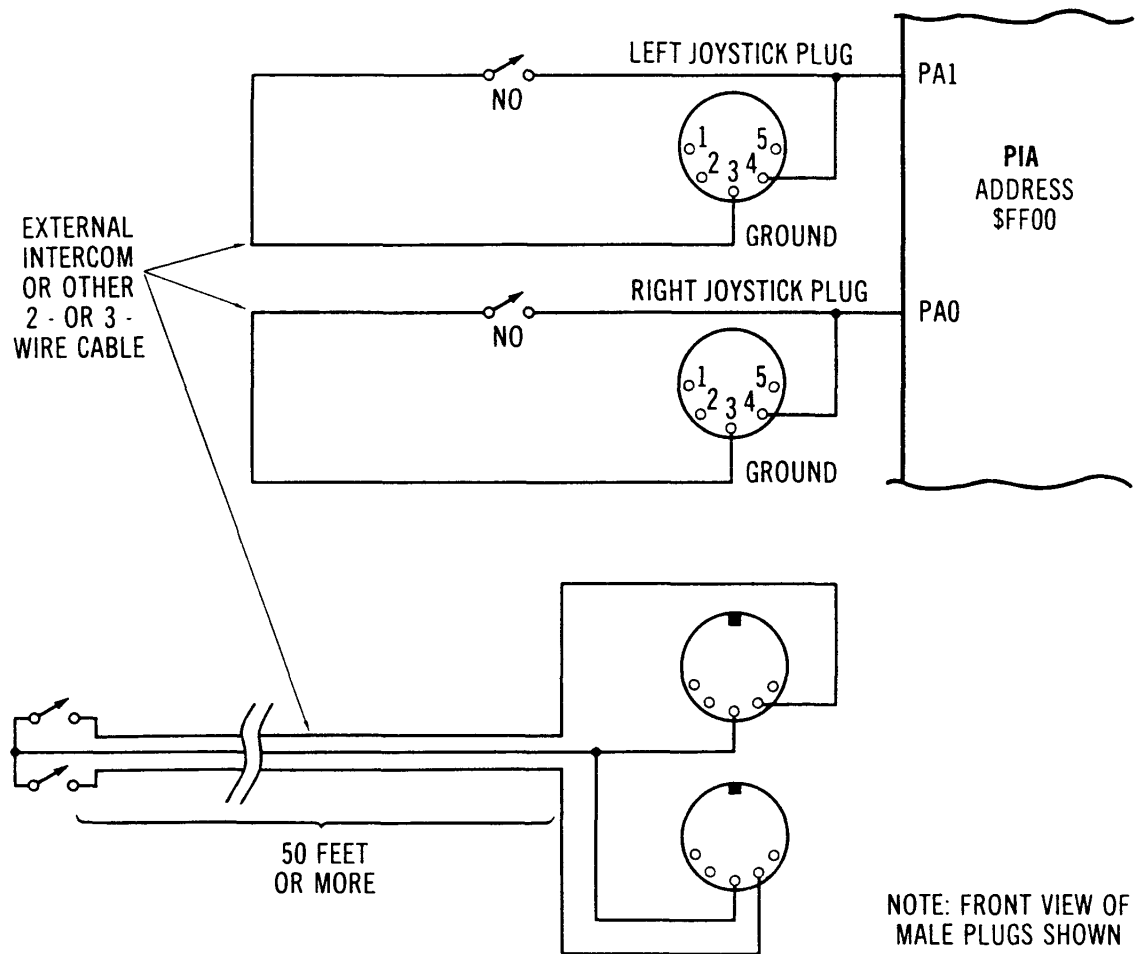 LEFT JOYSTICK PLUG
PA1
NO
1
2
3
4
5
PIA
ADDRESS
$FF00
GROUND
EXTERNAL
INTERCOM
OR OTHER
2 - OR 3 -
WIRE CABLE
RIGHT JOYSTICK PLUG
PA0
NO
1
2
3
4
5
GROUND
50 FEET
OR MORE
NOTE: FRONT VIEW OF
MALE PLUGS SHOWN